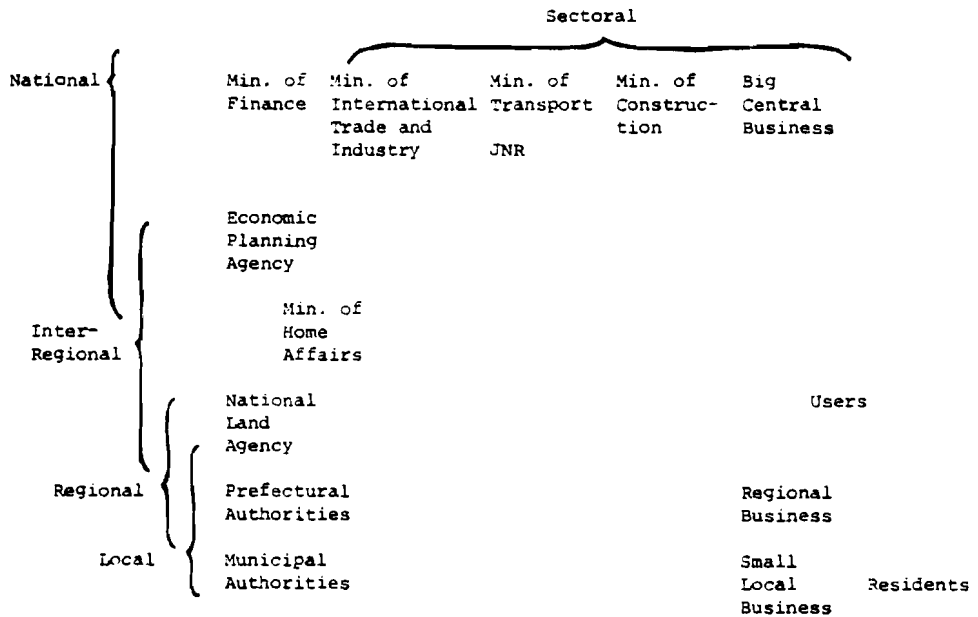 Sectoral
National
Min. of Min. of Min. of Min. of Big
Finance International Transport Construc- Central
Trade and tion Business
Industry JNR
Economic
Planning
Agency
Min. of
Inter- Home
Regional Affairs
National Users
Land
Agency
Regional Prefectural Regional
Authorities Business
Local Municipal Small
Authorities Local Residents
Business